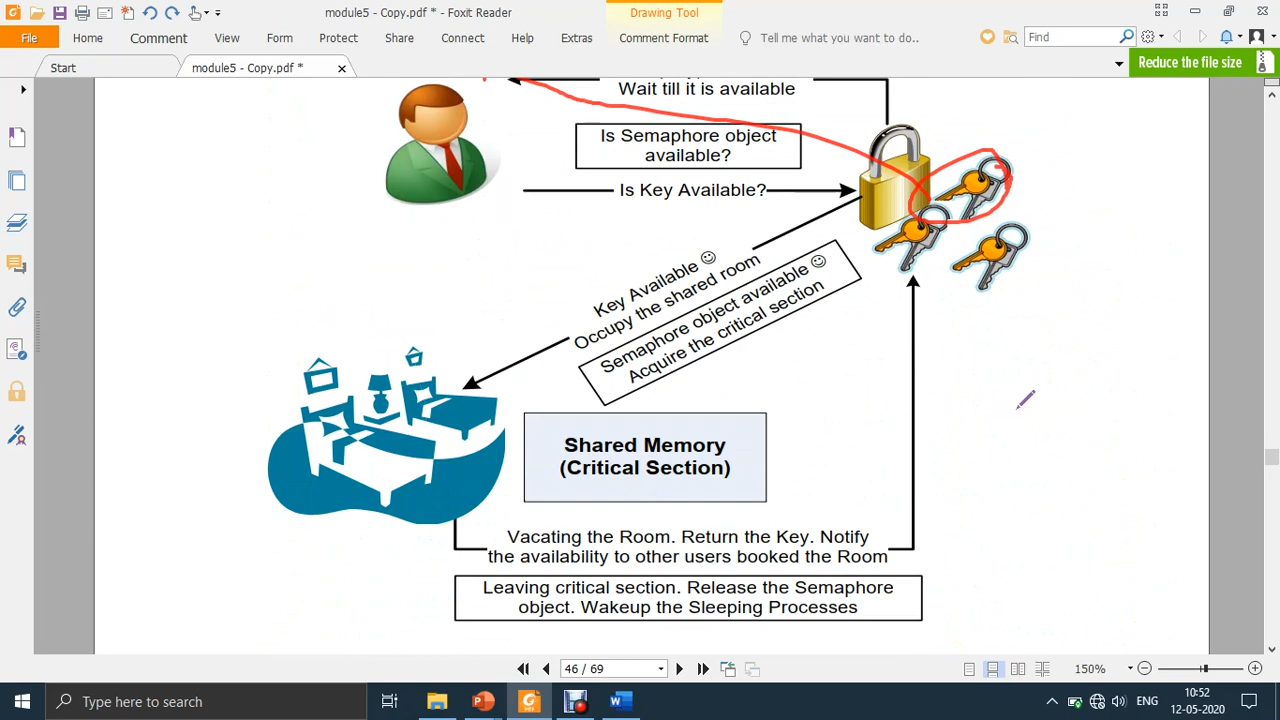 module5 - Copy.pdf * - Foxit Reader
Drawing Tool
File
Home
Comment
View
Form
Protect
Share
Connect
Help
Extras
Comment Format
Tell me what you want to do..
Find
Start
module5 - Copy.pdf *
Reduce the file size
Wait till it is available
Is Semaphore object
available?
Is Key Available?
Key Available ☺
Occupy the shared room
Semaphore object available ☺
Acquire the critical section
Shared Memory
(Critical Section)
Vacating the Room. Return the Key. Notify
the availability to other users booked the Room
Leaving critical section. Release the Semaphore
object. Wakeup the Sleeping Processes
46 / 69
150%
Type here to search
ENG
10:52
12-05-2020